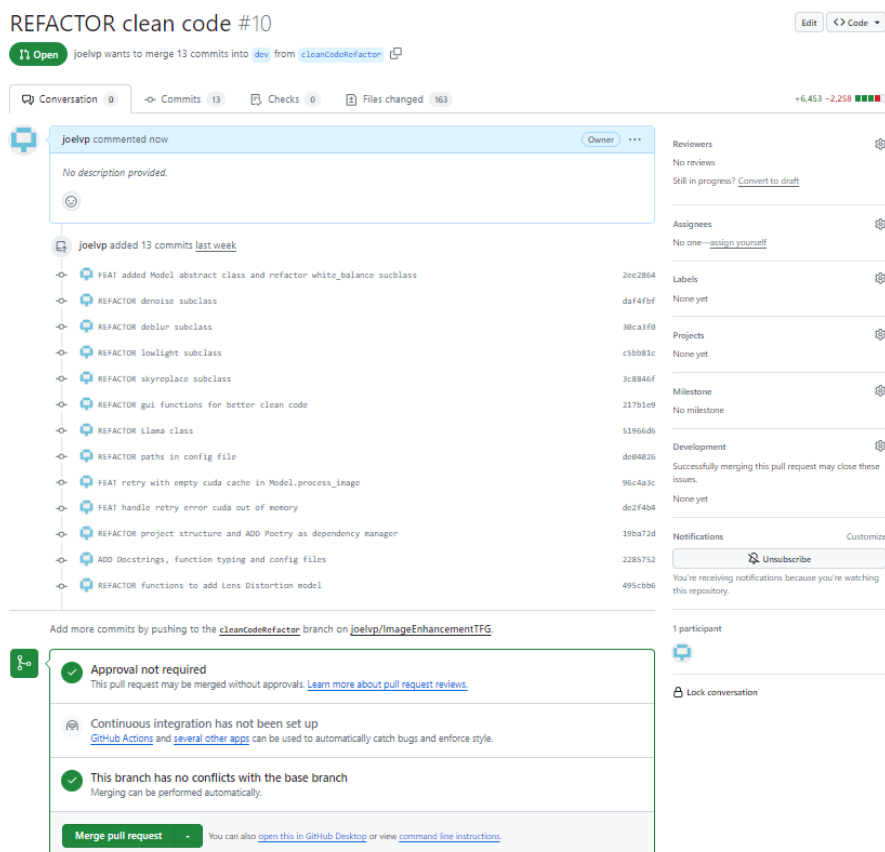 REFACTOR clean code #10
Edit
Code
Open
joelvp wants to merge 13 commits into dev from cleanCodeRefactor
Conversation 0
Commits 13
Checks 0
Files changed 163
+6,453 −2,258
joelvp commented now
Owner
No description provided.
joelvp added 13 commits last week
FEAT added Model abstract class and refactor white_balance sucblass 2ee2864
REFACTOR denoise subclass daf4fbf
REFACTOR deblur subclass 30ca3f0
REFACTOR lowlight subclass c5bb81c
REFACTOR skyreplace subclass 3c8846f
REFACTOR gui functions for better clean code 217b1e9
REFACTOR Llama class 51966d6
REFACTOR paths in config file de04026
FEAT retry with empty cuda cache in Model.process_image 96c4a3c
FEAT handle retry error cuda out of memory de2f4b4
REFACTOR project structure and ADD Poetry as dependency manager 19ba72d
ADD Docstrings, function typing and config files 2285752
REFACTOR functions to add Lens Distortion model 495cbb6
Add more commits by pushing to the cleanCodeRefactor branch on joelvp/ImageEnhancementTFG.
Approval not required
This pull request may be merged without approvals. Learn more about pull request reviews.
Continuous integration has not been set up
GitHub Actions and several other apps can be used to automatically catch bugs and enforce style.
This branch has no conflicts with the base branch
Merging can be performed automatically.
Merge pull request
You can also open this in GitHub Desktop or view command line instructions.
Reviewers
No reviews
Still in progress? Convert to draft
Assignees
No one—assign yourself
Labels
None yet
Projects
None yet
Milestone
No milestone
Development
Successfully merging this pull request may close these
issues.
None yet
Notifications
Customize
Unsubscribe
You're receiving notifications because you're watching
this repository.
1 participant
Lock conversation